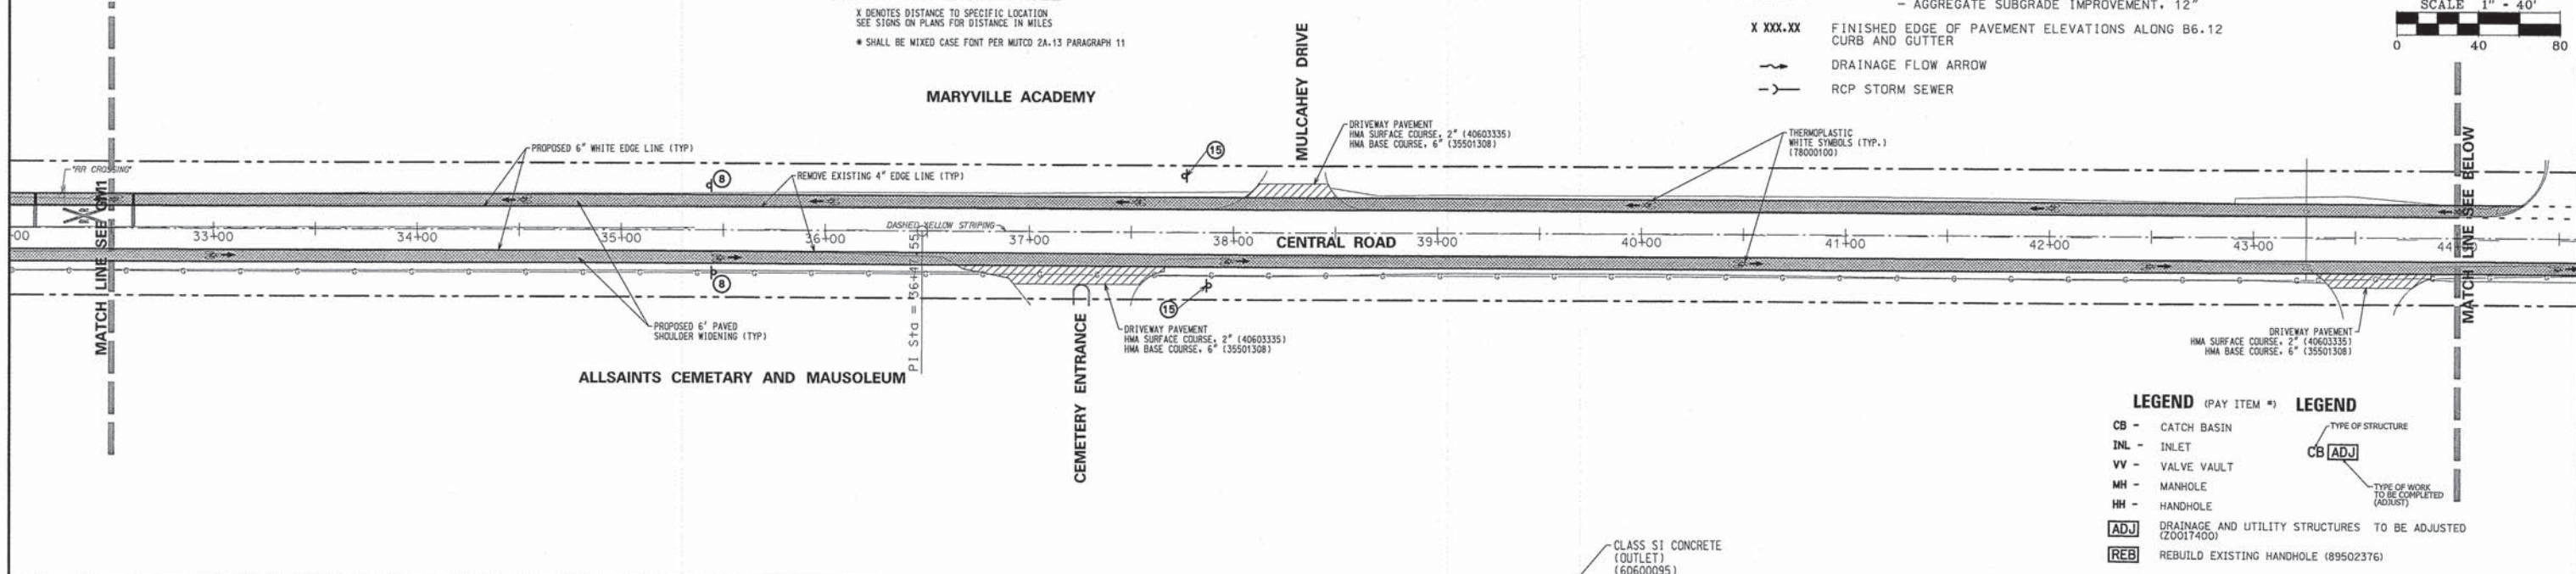 X DENOTES DISTANCE TO SPECIFIC LOCATION
SEE SIGNS ON PLANS FOR DISTANCE IN MILES
* SHALL BE MIXED CASE FONT PER MUTCD 2A.13 PARAGRAPH 11
- AGGREGATE SUBGRADE IMPROVEMENT, 12"
X XXX.XX FINISHED EDGE OF PAVEMENT ELEVATIONS ALONG B6.12
CURB AND GUTTER
DRAINAGE FLOW ARROW
RCP STORM SEWER
SCALE 1" - 40'
0 40 80
MARYVILLE ACADEMY
MULCAHEY DRIVE
DRIVEWAY PAVEMENT
HMA SURFACE COURSE, 2" (40603335)
HMA BASE COURSE, 6" (35501308)
THERMOPLASTIC
WHITE SYMBOLS (TYP.)
(78000100)
PROPOSED 6" WHITE EDGE LINE (TYP)
"RR CROSSING"
8
REMOVE EXISTING 4" EDGE LINE (TYP)
15
MATCH LINE SEE GM1
MATCH LINE SEE BELOW
DASHED YELLOW STRIPING
00 33+00 34+00 35+00 36+00 37+00 38+00 CENTRAL ROAD 39+00 40+00 41+00 42+00 43+00 44
8
15
PROPOSED 6' PAVED
SHOULDER WIDENING (TYP)
PI Sta = 36+47.55
CEMETERY ENTRANCE
DRIVEWAY PAVEMENT
HMA SURFACE COURSE, 2" (40603335)
HMA BASE COURSE, 6" (35501308)
DRIVEWAY PAVEMENT
HMA SURFACE COURSE, 2" (40603335)
HMA BASE COURSE, 6" (35501308)
ALLSAINTS CEMETARY AND MAUSOLEUM
LEGEND (PAY ITEM #)
CB - CATCH BASIN
INL - INLET
VV - VALVE VAULT
MH - MANHOLE
HH - HANDHOLE
ADJ DRAINAGE AND UTILITY STRUCTURES TO BE ADJUSTED
(Z0017400)
REB REBUILD EXISTING HANDHOLE (89502376)
LEGEND
TYPE OF STRUCTURE
CB ADJ
TYPE OF WORK
TO BE COMPLETED
(ADJUST)
CLASS SI CONCRETE
(OUTLET)
(60600095)